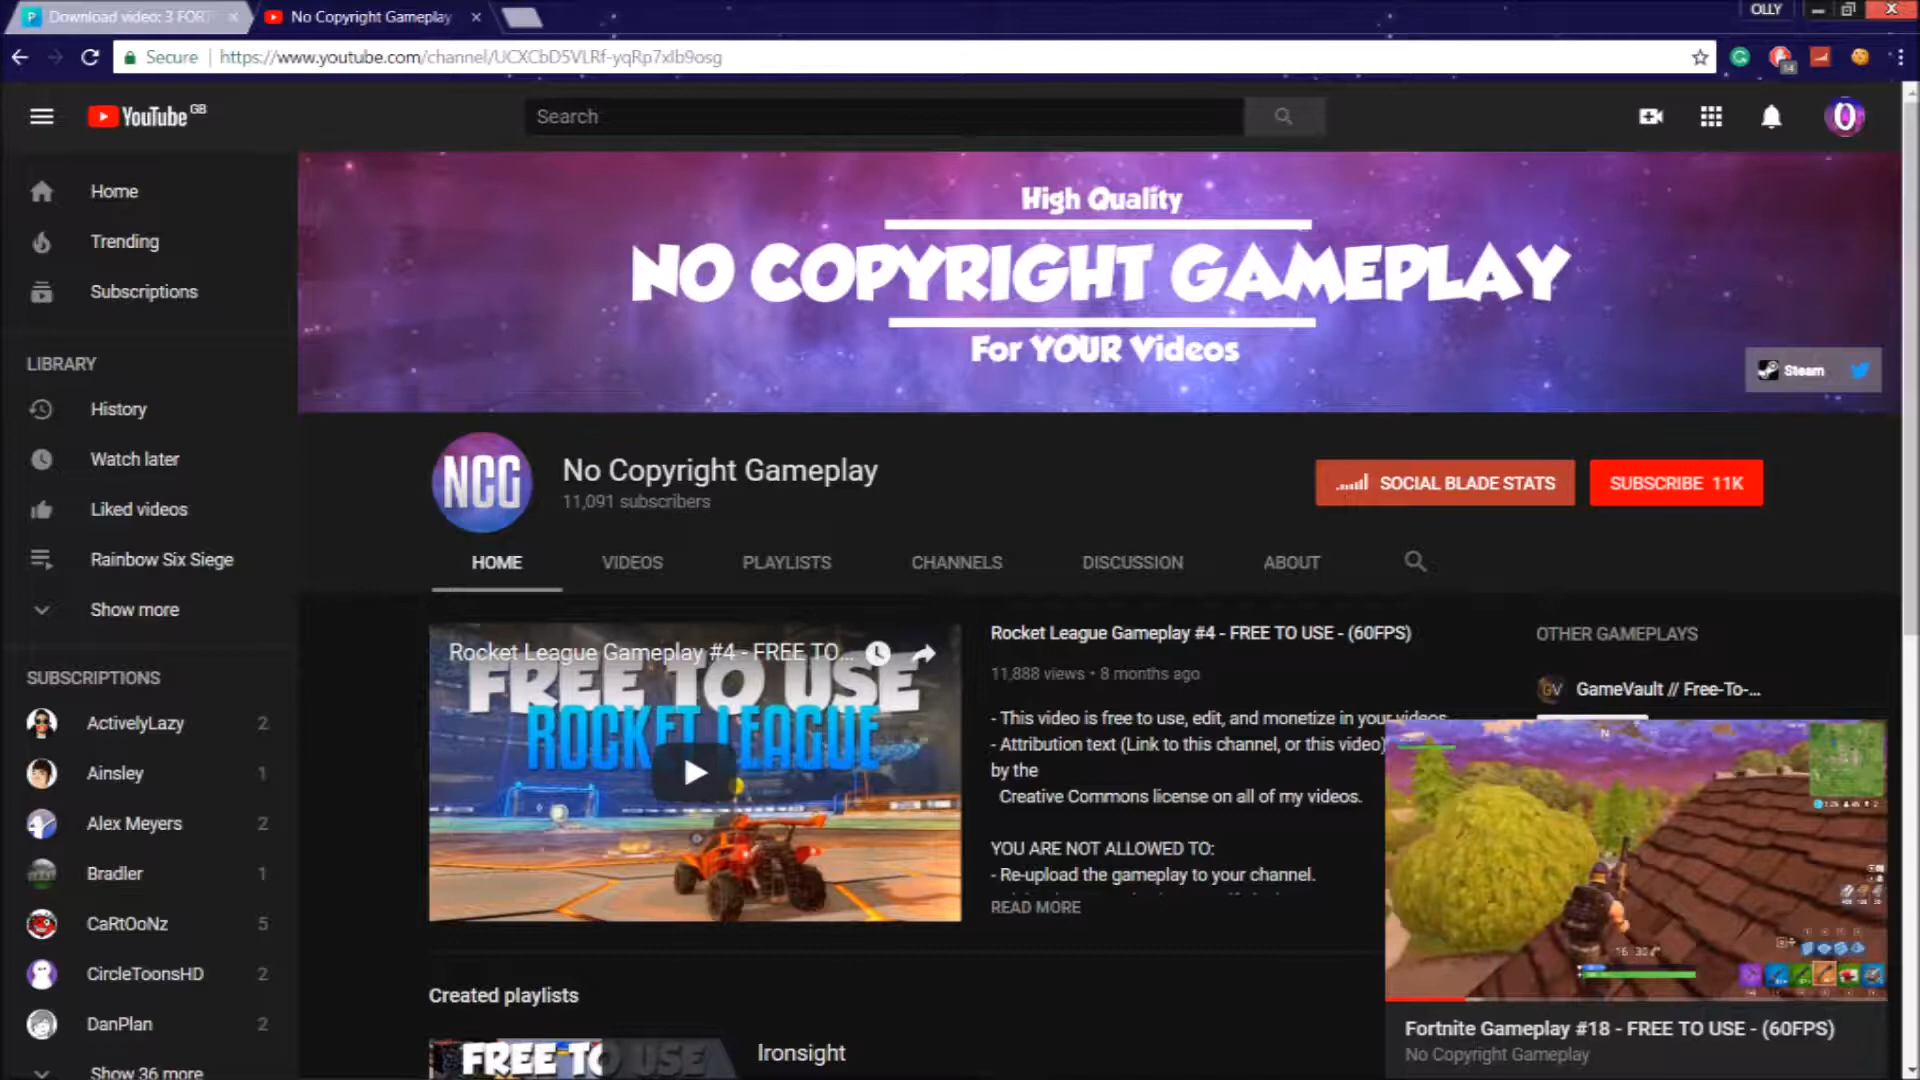 Download video: 3 FORT
No Copyright Gameplay
OLLY
Secure
https://www.youtube.com/channel/UCXCbD5VLRf-yqRp7xIb9osg
14
YouTube GB
Search
Home
Trending
Subscriptions
LIBRARY
History
Watch later
Liked videos
Rainbow Six Siege
Show more
SUBSCRIPTIONS
ActivelyLazy 2
Ainsley 1
Alex Meyers 2
Bradler 1
CaRtOoNz 5
CircleToonsHD 2
DanPlan 2
Show 36 more
High Quality
NO COPYRIGHT GAMEPLAY
For YOUR Videos
Steam
NCG
No Copyright Gameplay
11,091 subscribers
SOCIAL BLADE STATS
SUBSCRIBE 11K
HOME
VIDEOS
PLAYLISTS
CHANNELS
DISCUSSION
ABOUT
Rocket League Gameplay #4 - FREE TO...
FREE TO USE
ROCKET LEAGUE
Rocket League Gameplay #4 - FREE TO USE - (60FPS)
11,888 views • 8 months ago
- This video is free to use, edit, and monetize in your videos
- Attribution text (Link to this channel, or this video)
by the
Creative Commons license on all of my videos.
YOU ARE NOT ALLOWED TO:
- Re-upload the gameplay to your channel.
READ MORE
OTHER GAMEPLAYS
GV
GameVault // Free-To-...
N
Fortnite Gameplay #18 - FREE TO USE - (60FPS)
No Copyright Gameplay
Created playlists
FREE TO USE
Ironsight